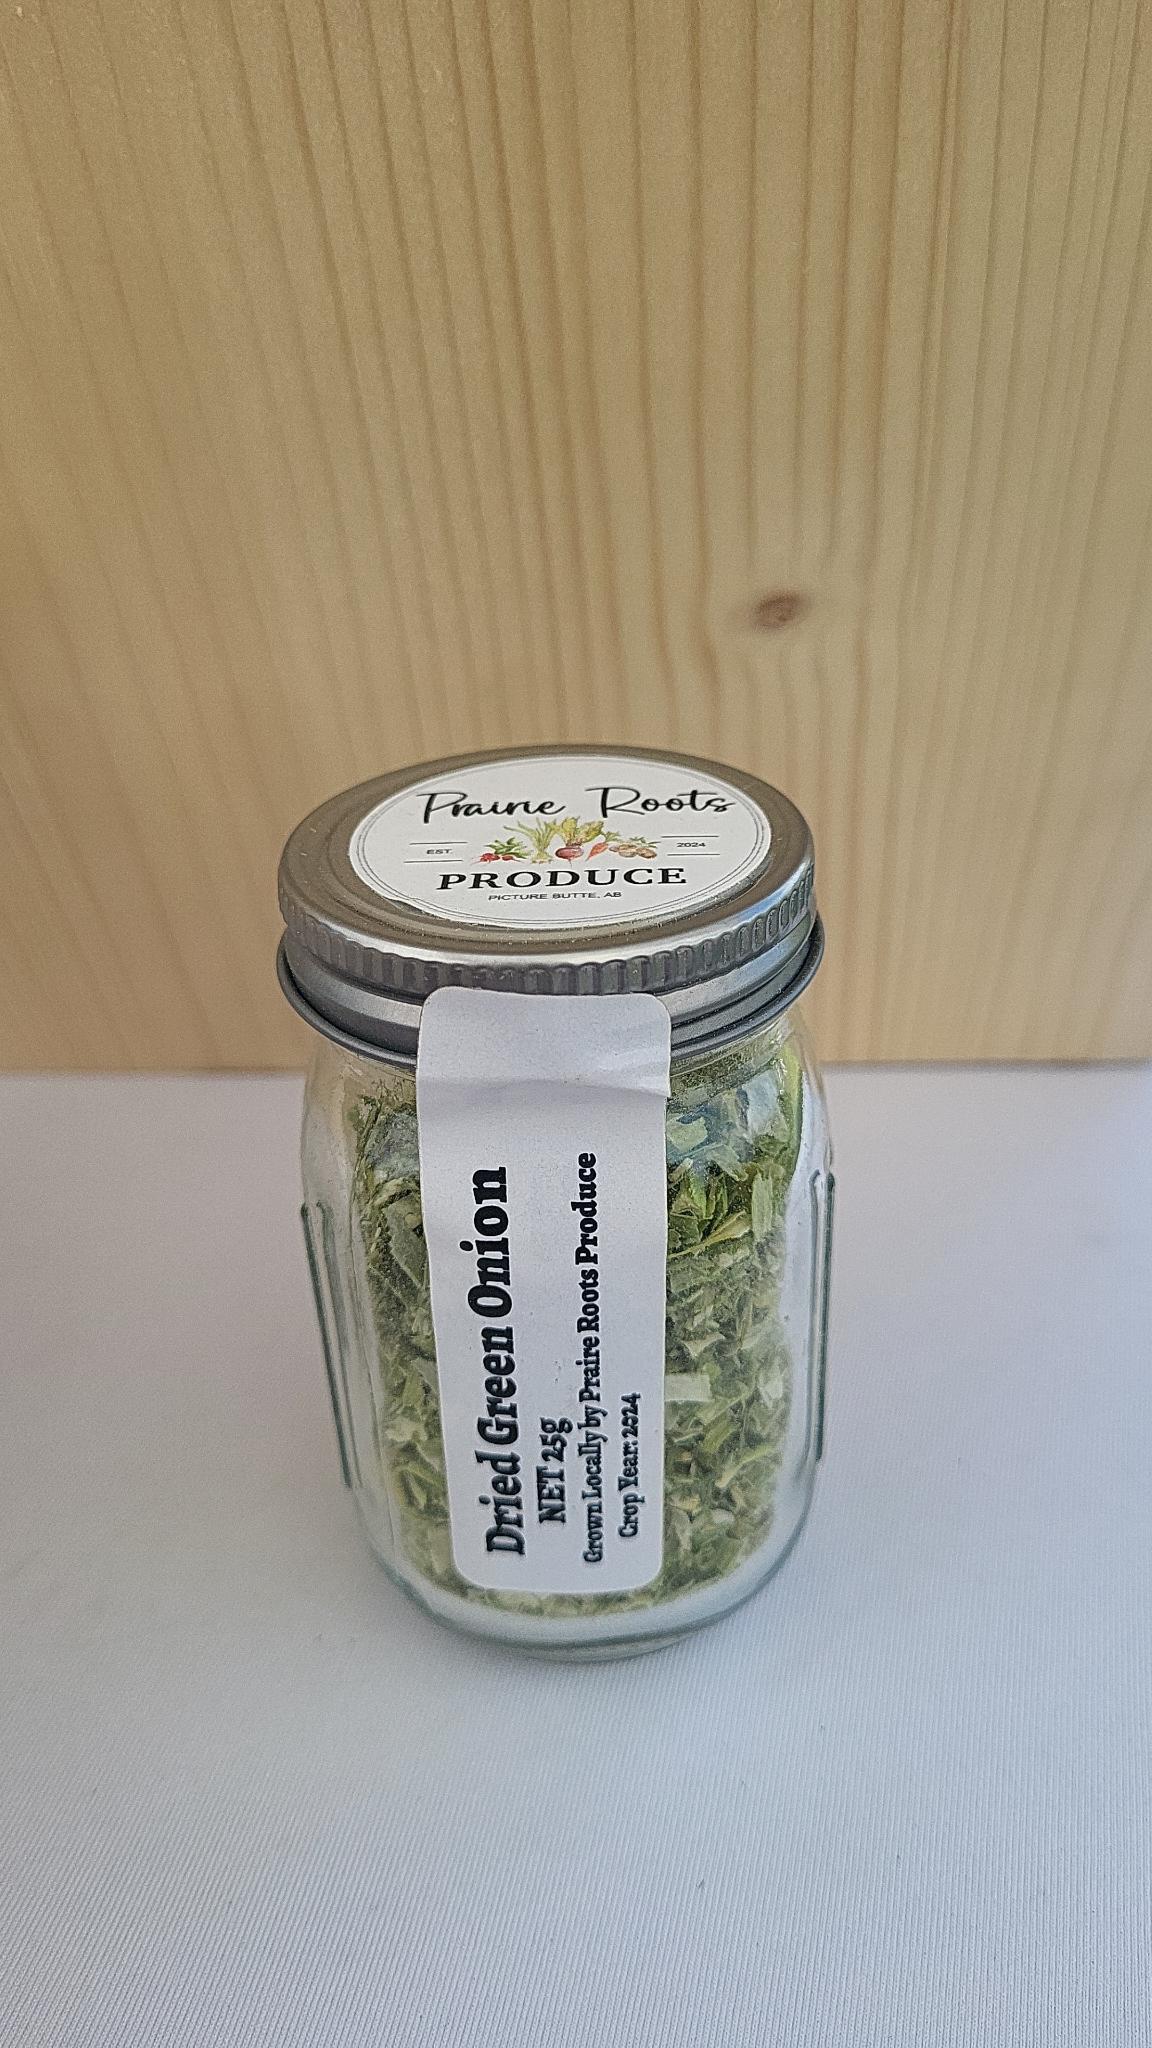 Prairie Roots
EST. 2024
PRODUCE
PICTURE BUTTE, AB
Dried Green Onion
NET 25g
Grown Locally by Praire Roots Produce
Crop Year: 2024